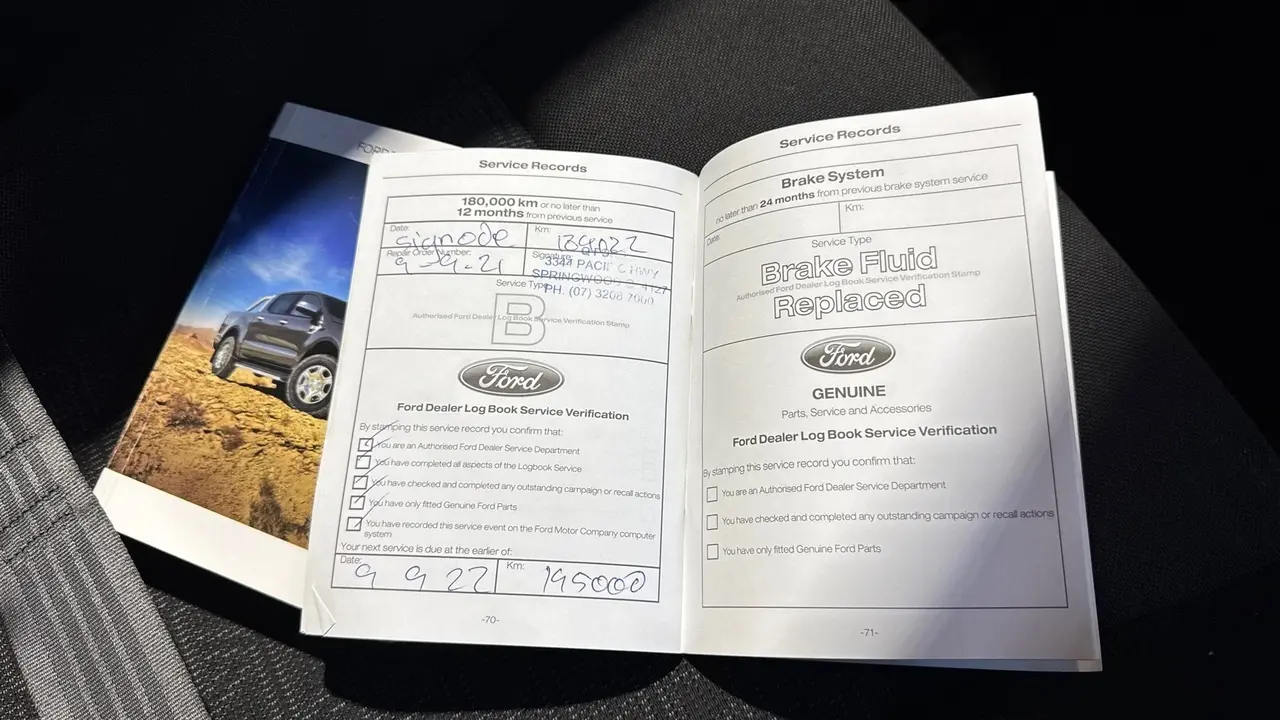 FORD
Service Records
180,000 km or no later than
12 months from previous service
Date: Km:
signode
Repair Order Number: Signature:
9-9-21 3344 PACIFIC HWY
SPRINGWOOD 4127
Service Type PH. (07) 3208 7000
B
Authorised Ford Dealer Log Book Service Verification Stamp
Ford
Ford Dealer Log Book Service Verification
By stamping this service record you confirm that:
You are an Authorised Ford Dealer Service Department
You have completed all aspects of the Logbook Service
You have checked and completed any outstanding campaign or recall actions
You have only fitted Genuine Ford Parts
You have recorded this service event on the Ford Motor Company computer
system
Your next service is due at the earlier of:
Date: Km:
9 9 22 195000
-70-
Service Records
Brake System
no later than 24 months from previous brake system service
Date: Km:
Service Type
Brake Fluid
Authorised Ford Dealer Log Book Service Verification Stamp
Replaced
Ford
GENUINE
Parts, Service and Accessories
Ford Dealer Log Book Service Verification
By stamping this service record you confirm that:
You are an Authorised Ford Dealer Service Department
You have checked and completed any outstanding campaign or recall actions
You have only fitted Genuine Ford Parts
-71-